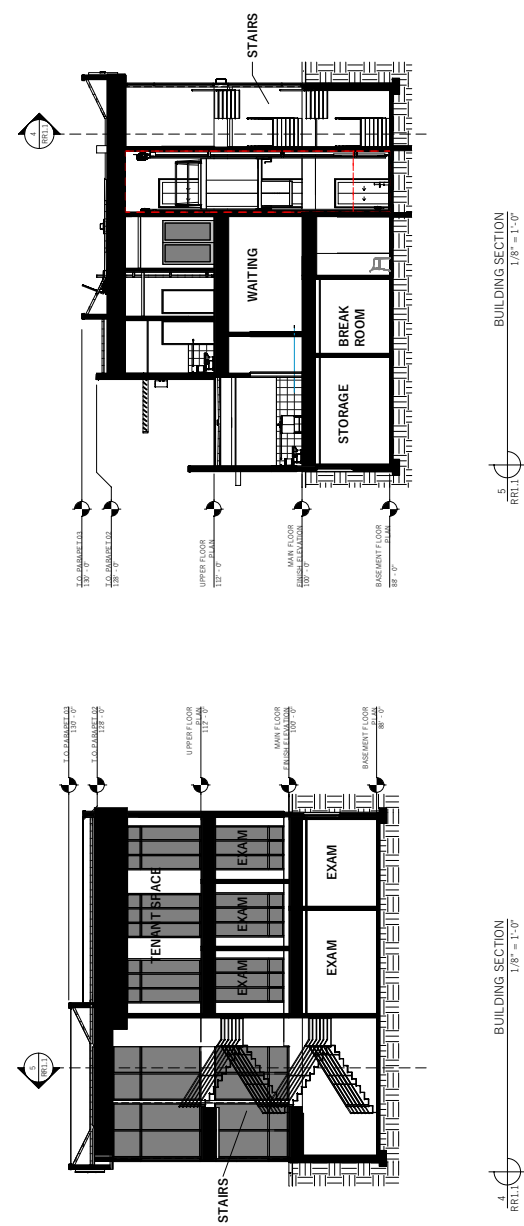 STAIRS
4
RR1.1
WAITING
BREAK
ROOM
STORAGE
T.O. PARAPET 03
130' - 0"
T.O. PARAPET 02
128' - 0"
UPPER FLOOR
PLAN
112' - 0"
MAIN FLOOR
FINISH ELEVATION
100' - 0"
BASEMENT FLOOR
PLAN
88' - 0"
BUILDING SECTION
1/8" = 1'-0"
5
RR1.1
T.O. PARAPET 03
130' - 0"
T.O. PARAPET 02
128' - 0"
UPPER FLOOR
PLAN
112' - 0"
MAIN FLOOR
FINISH ELEVATION
100' - 0"
BASEMENT FLOOR
PLAN
88' - 0"
TENANT SPACE
EXAM
EXAM
EXAM
EXAM
EXAM
5
RR1.1
STAIRS
BUILDING SECTION
1/8" = 1'-0"
4
RR1.1